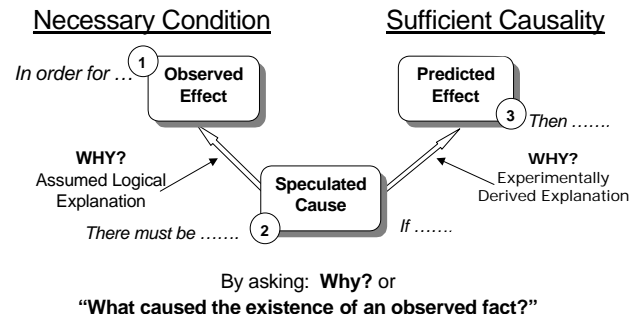 Necessary Condition
Sufficient Causality
In order for ...
1
Observed
Effect
Predicted
Effect
3
Then .......
WHY?
Assumed Logical
Explanation
WHY?
Experimentally
Derived Explanation
Speculated
Cause
There must be .......
2
If .......
By asking: Why? or
“What caused the existence of an observed fact?”